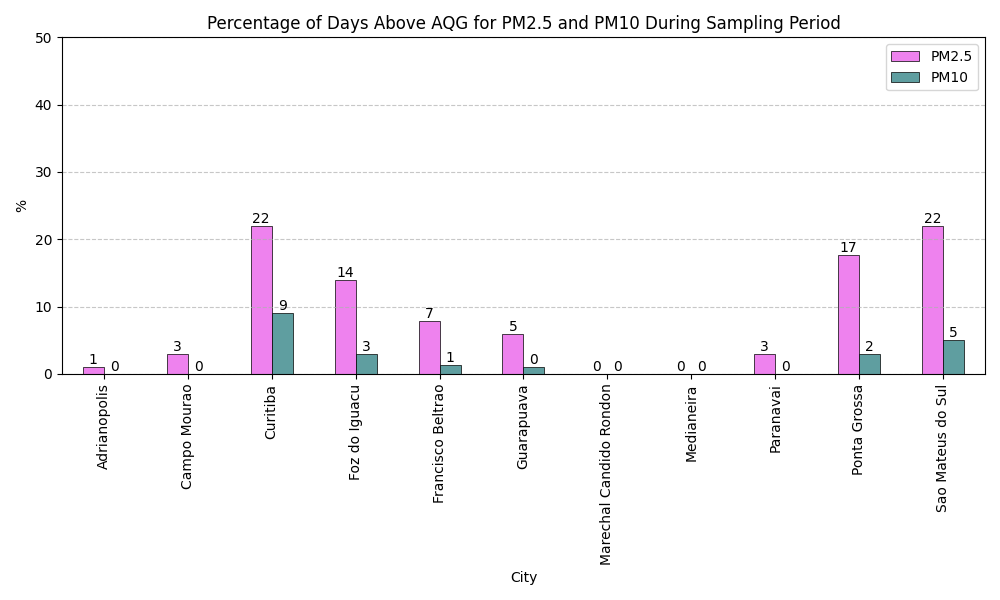 Percentage of Days Above AQG for PM2.5 and PM10 During Sampling Period
50
40
30
20
10
0
%
PM2.5
PM10
1 0
3 0
22 9
14 3
7 1
5 0
0 0
0 0
3 0
17 2
22 5
Adrianopolis
Campo Mourao
Curitiba
Foz do Iguacu
Francisco Beltrao
Guarapuava
Marechal Candido Rondon
Medianeira
Paranavai
Ponta Grossa
Sao Mateus do Sul
City